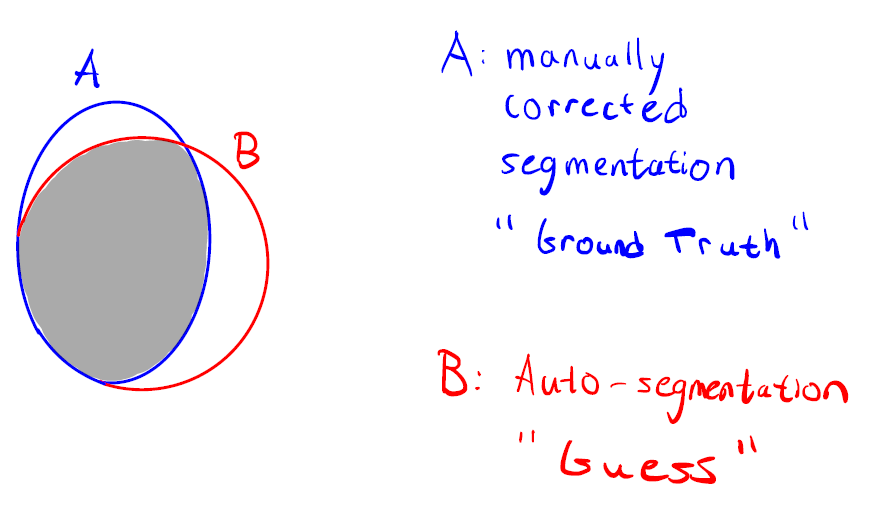 A
B
A: manually
corrected
segmentation
"Ground Truth"
B: Auto-segmentation
"Guess"